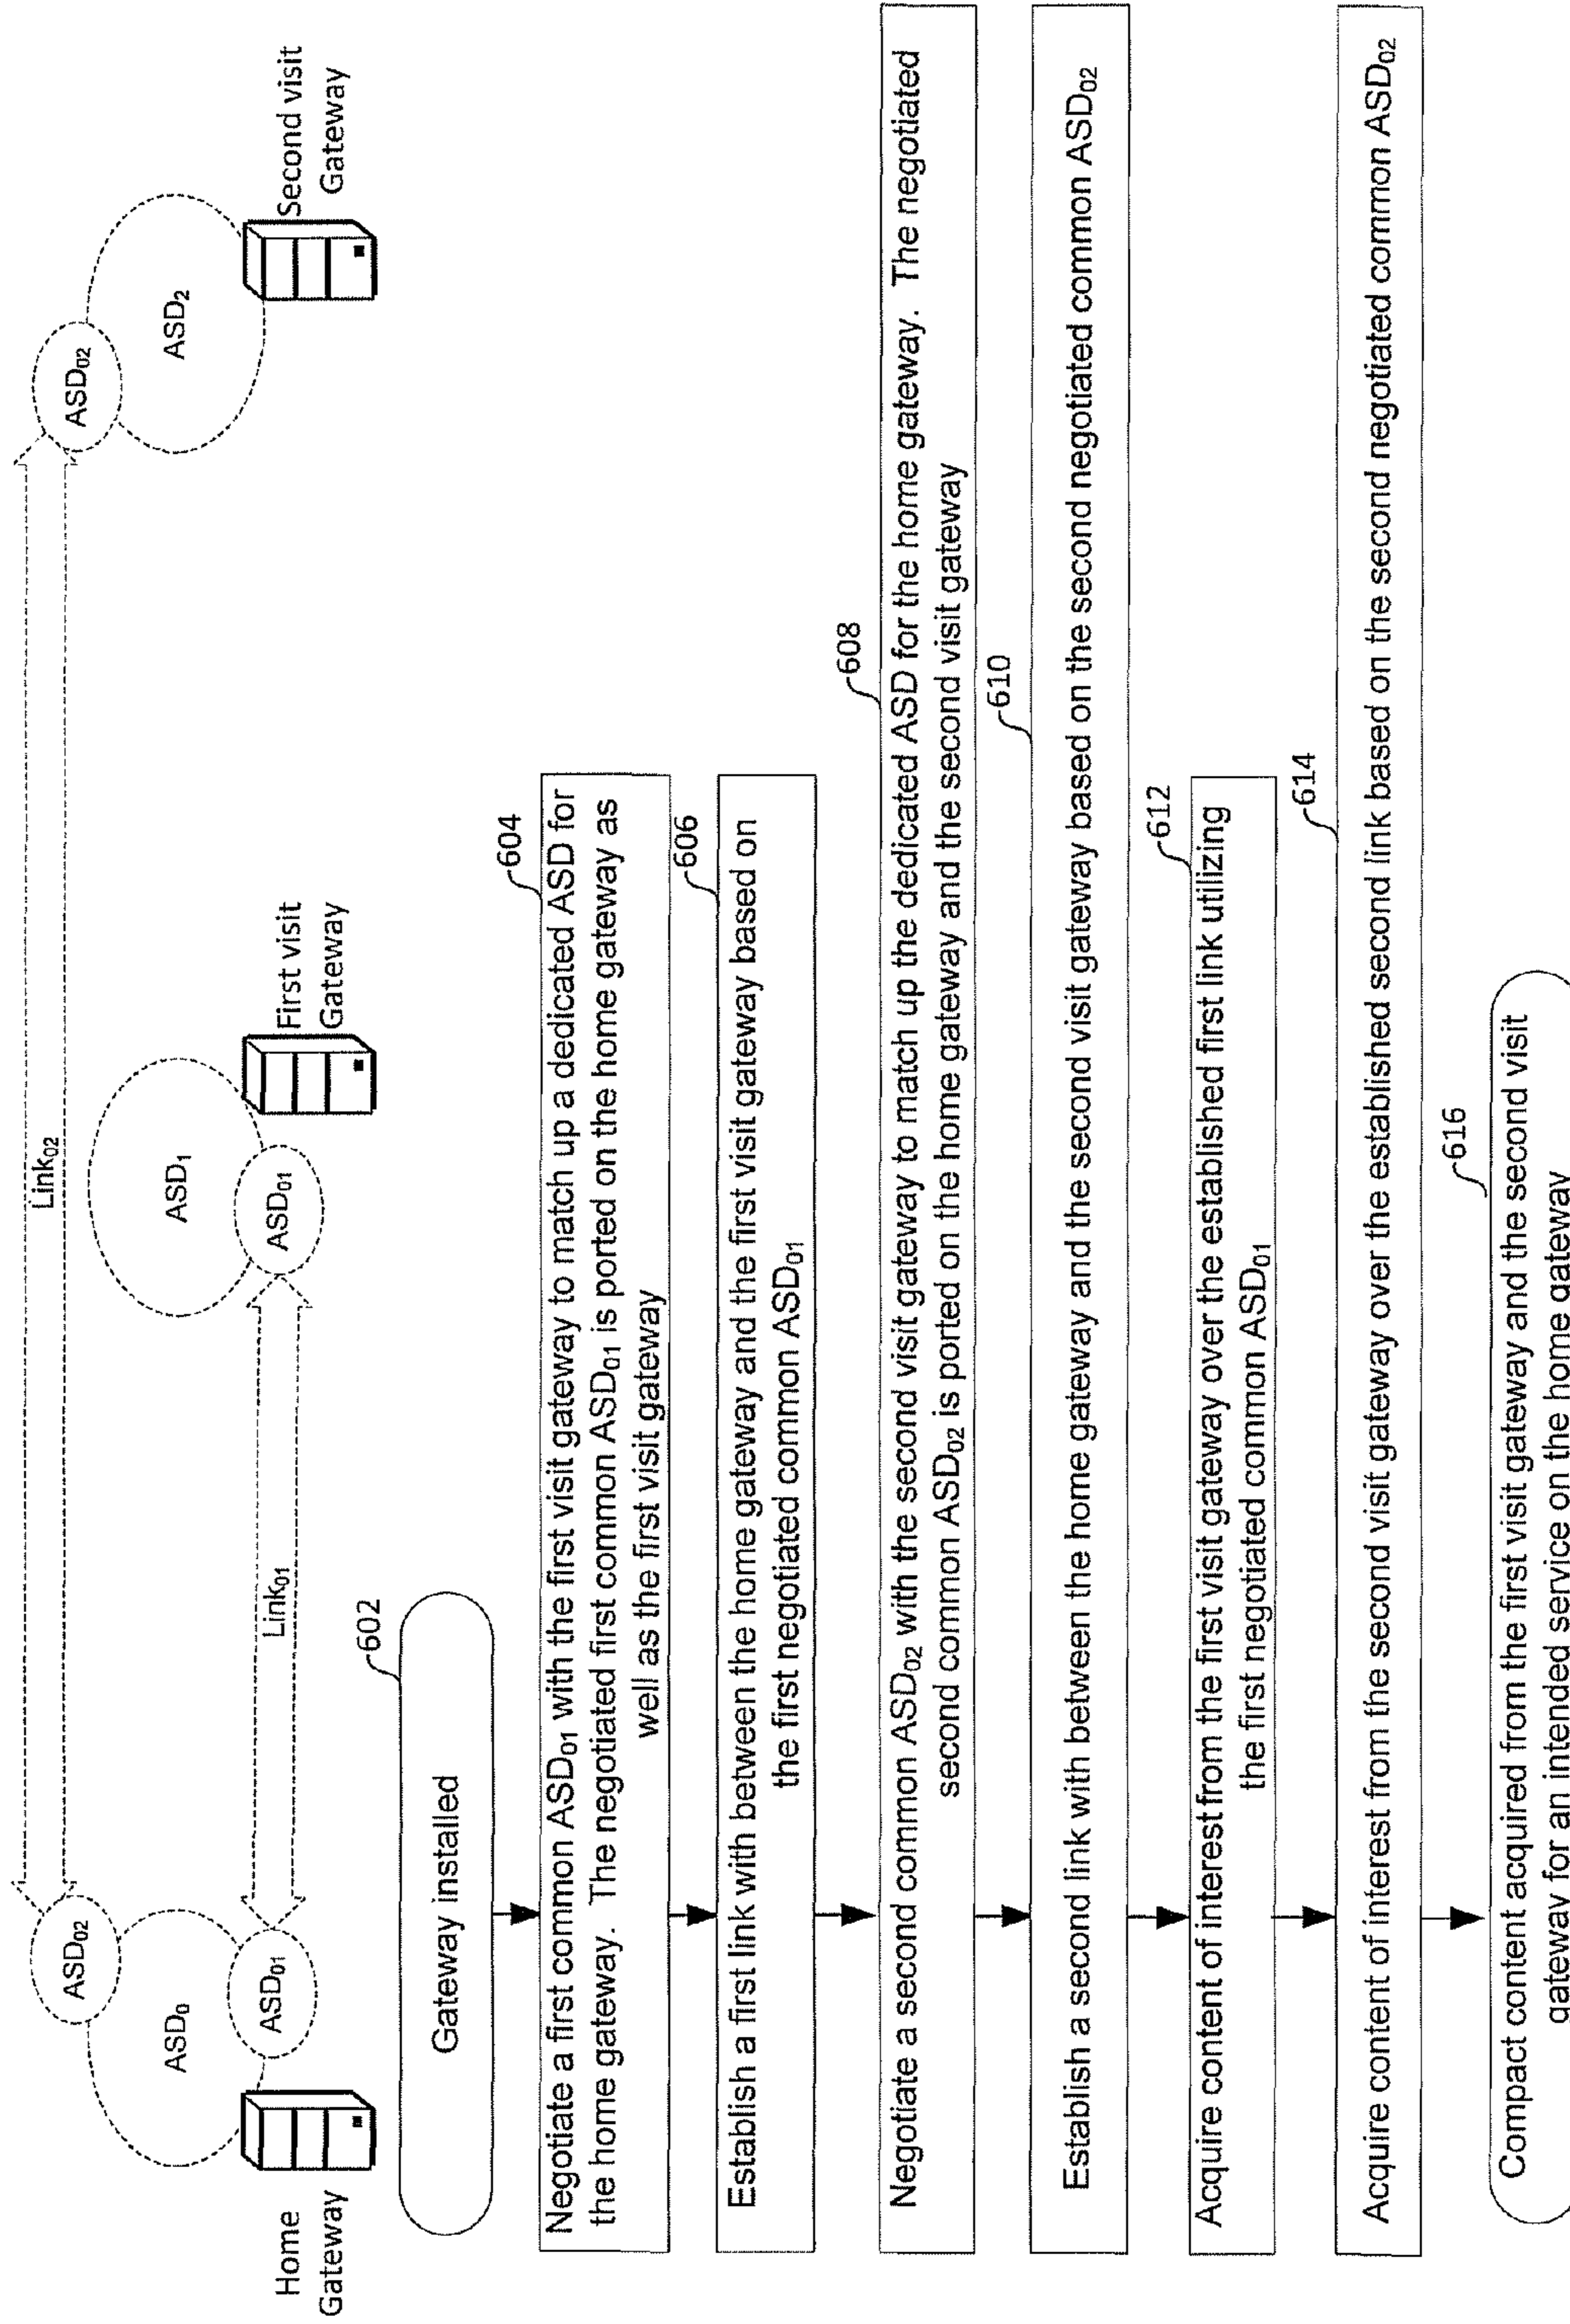 Link₀₂
ASD₀₂
ASD₀₂
ASD₀
ASD₁
ASD₂
ASD₀₁
Link₀₁
ASD₀₁
Home
Gateway
First visit
Gateway
Second visit
Gateway
602
Gateway installed
604
Negotiate a first common ASD₀₁ with the first visit gateway to match up a dedicated ASD for
the home gateway. The negotiated first common ASD₀₁ is ported on the home gateway as
well as the first visit gateway
606
Establish a first link with between the home gateway and the first visit gateway based on
the first negotiated common ASD₀₁
608
Negotiate a second common ASD₀₂ with the second visit gateway to match up the dedicated ASD for the home gateway. The negotiated
second common ASD₀₂ is ported on the home gateway and the second visit gateway
610
Establish a second link with between the home gateway and the second visit gateway based on the second negotiated common ASD₀₂
612
Acquire content of interest from the first visit gateway over the established first link utilizing
the first negotiated common ASD₀₁
614
Acquire content of interest from the second visit gateway over the established second link based on the second negotiated common ASD₀₂
616
Compact content acquired from the first visit gateway and the second visit
gateway for an intended service on the home gateway